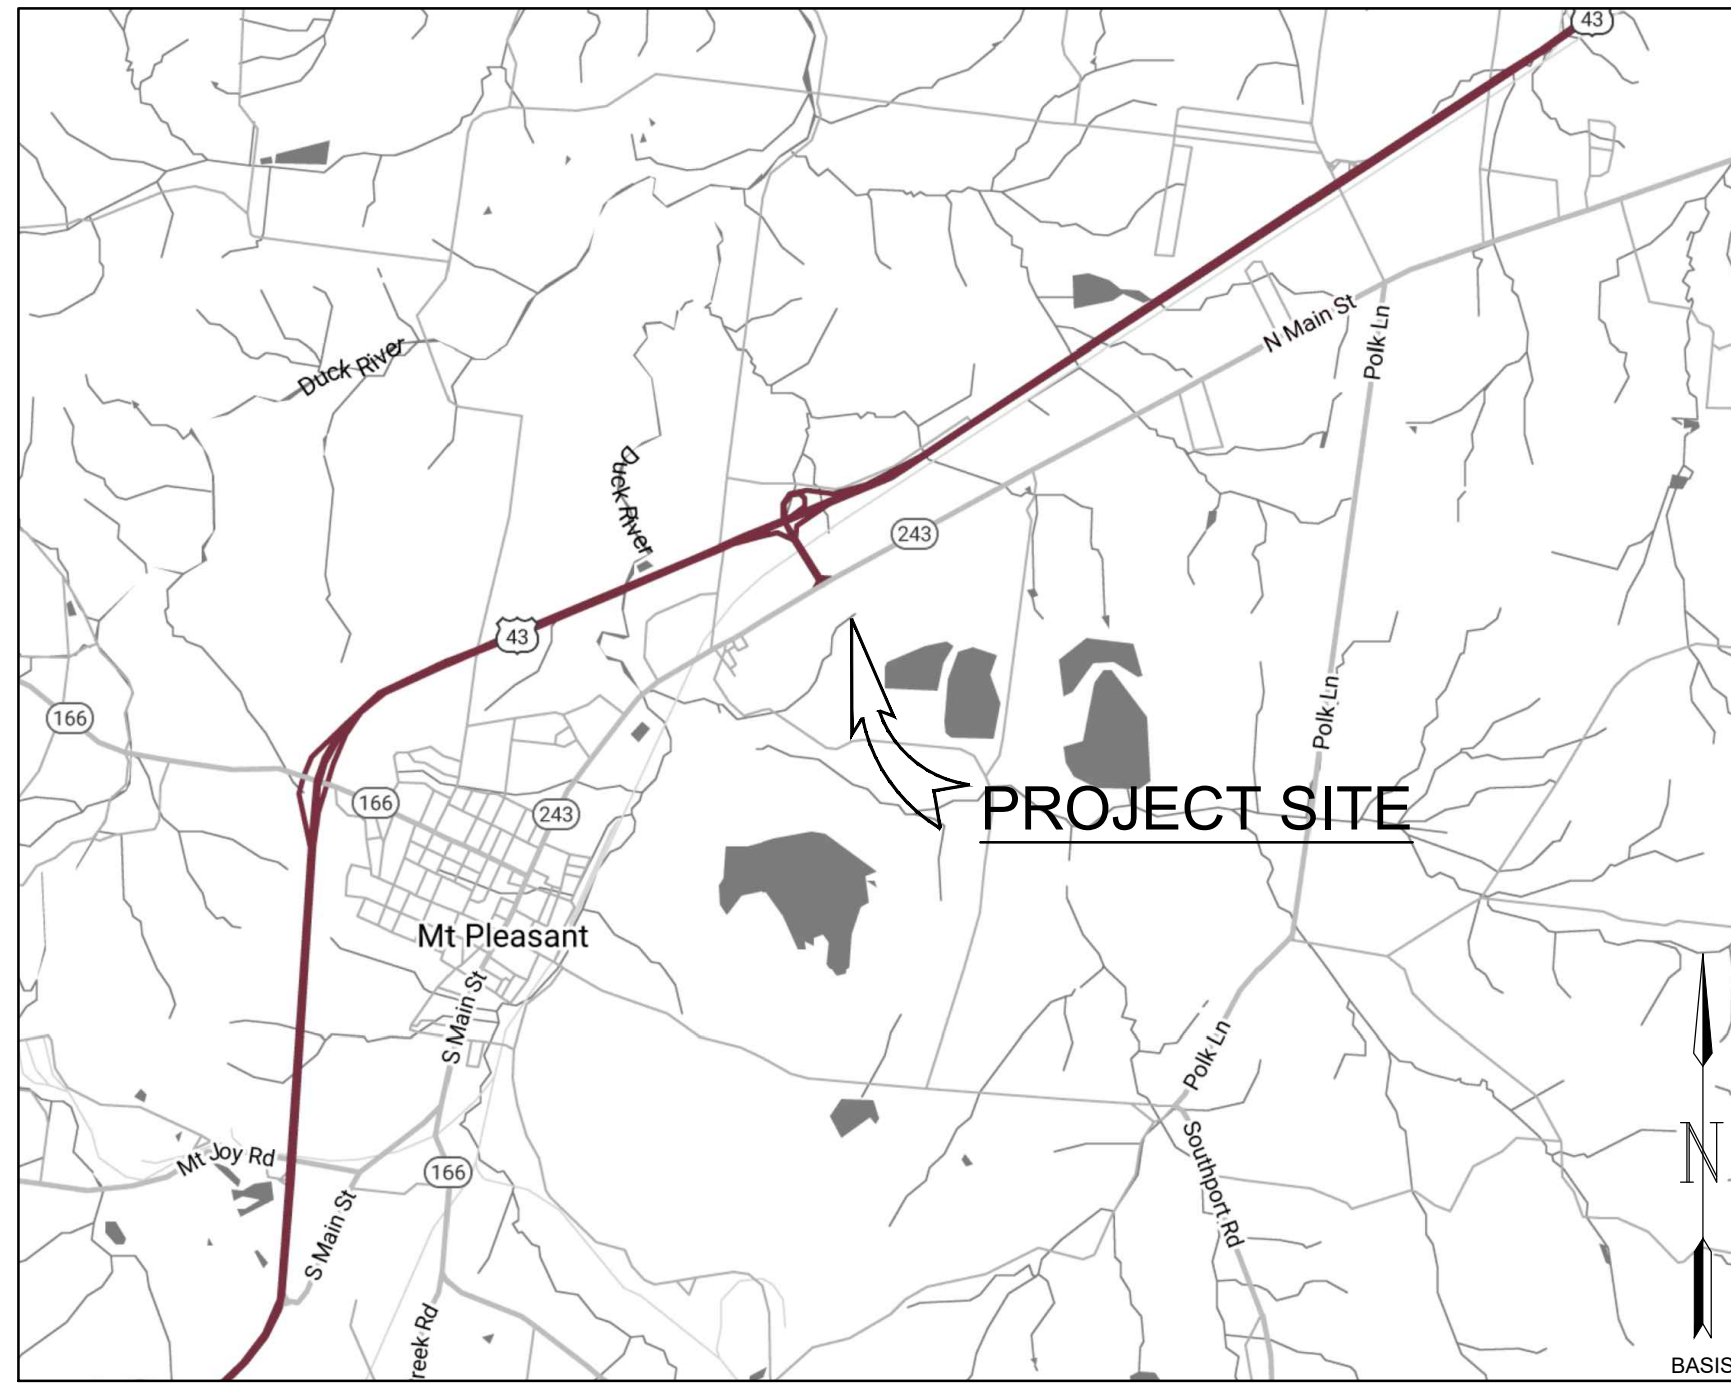 43
N Main St
Polk Ln
Duck River
Duck River
243
43
166
Polk Ln
166
243
PROJECT SITE
Mt Pleasant
S Main St
Polk Ln
N
Mt Joy Rd
166
Southport Rd
S Main St
reek Rd
BASIS